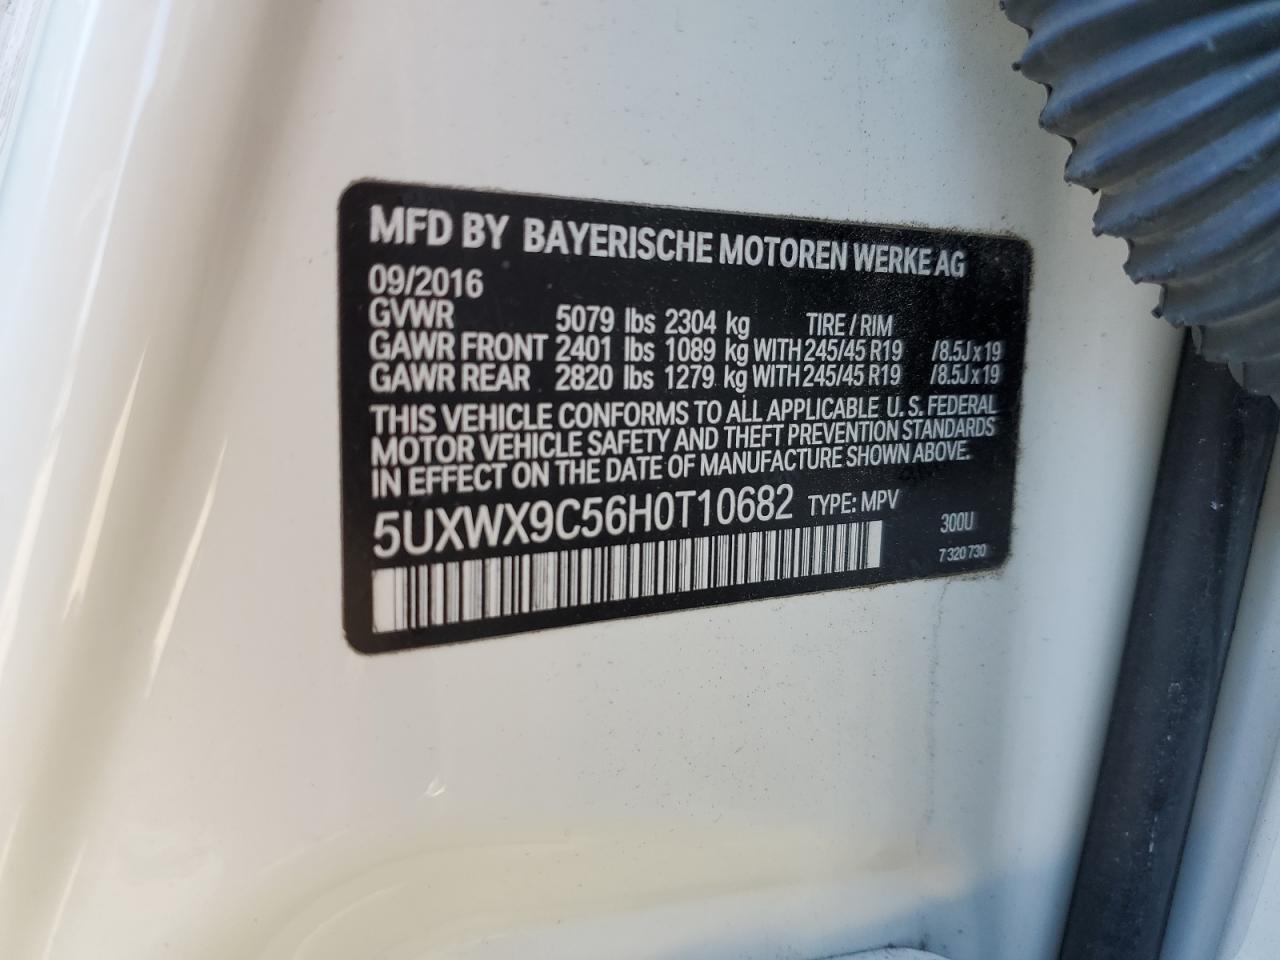 MFD BY BAYERISCHE MOTOREN WERKE AG
09/2016
GVWR 5079 lbs 2304 kg TIRE / RIM
GAWR FRONT 2401 lbs 1089 kg WITH 245/45 R19 /8.5J x 19
GAWR REAR 2820 lbs 1279 kg WITH 245/45 R19 /8.5J x 19
THIS VEHICLE CONFORMS TO ALL APPLICABLE U.S. FEDERAL
MOTOR VEHICLE SAFETY AND THEFT PREVENTION STANDARDS
IN EFFECT ON THE DATE OF MANUFACTURE SHOWN ABOVE.
5UXWX9C56H0T10682 TYPE: MPV
300U
7 320 730